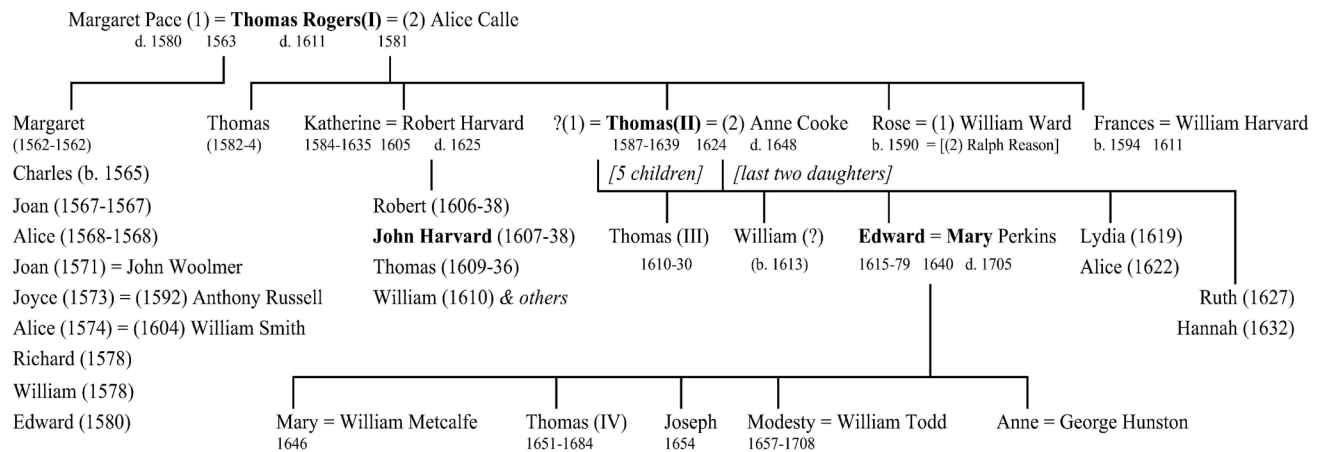 Margaret Pace (1) = Thomas Rogers(I) = (2) Alice Calle
d. 1580 1563 d. 1611 1581
Margaret Thomas Katherine = Robert Harvard ?(1) = Thomas(II) = (2) Anne Cooke Rose = (1) William Ward Frances = William Harvard
(1562-1562) (1582-4) 1584-1635 1605 d. 1625 1587-1639 1624 d. 1648 b. 1590 = [(2) Ralph Reason] b. 1594 1611
Charles (b. 1565) [5 children] [last two daughters]
Joan (1567-1567) Robert (1606-38)
Alice (1568-1568) John Harvard (1607-38) Thomas (III) William (?) Edward = Mary Perkins Lydia (1619)
Joan (1571) = John Woolmer Thomas (1609-36) 1610-30 (b. 1613) 1615-79 1640 d. 1705 Alice (1622)
Joyce (1573) = (1592) Anthony Russell William (1610) & others Ruth (1627)
Alice (1574) = (1604) William Smith Hannah (1632)
Richard (1578)
William (1578)
Edward (1580) Mary = William Metcalfe Thomas (IV) Joseph Modesty = William Todd Anne = George Hunston
1646 1651-1684 1654 1657-1708